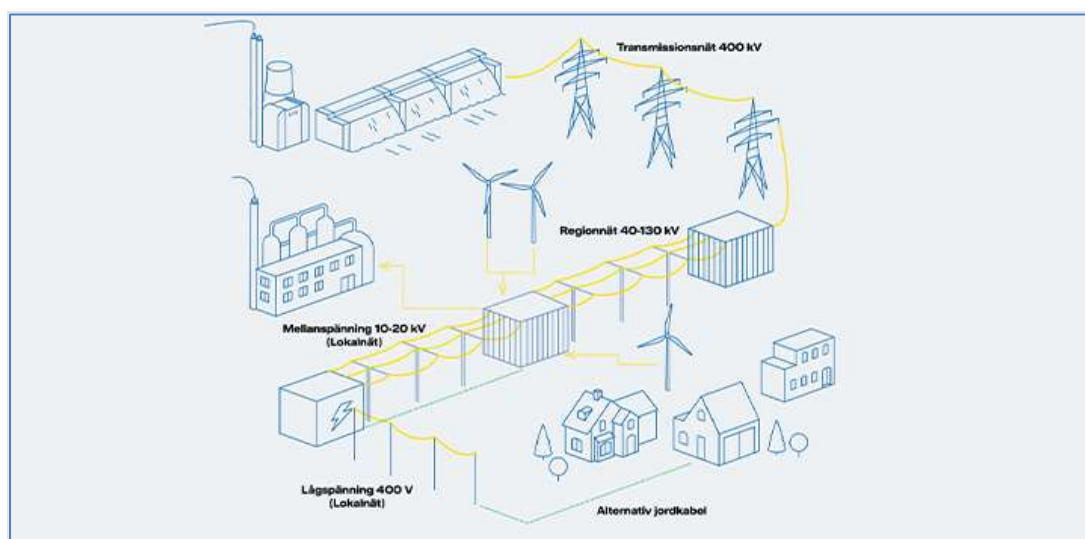 Transmissionsnät 400 kV
Regionnät 40-130 kV
Mellanspänning 10-20 kV
(Lokalnät)
Lågspänning 400 V
(Lokalnät)
Alternativ jordkabel